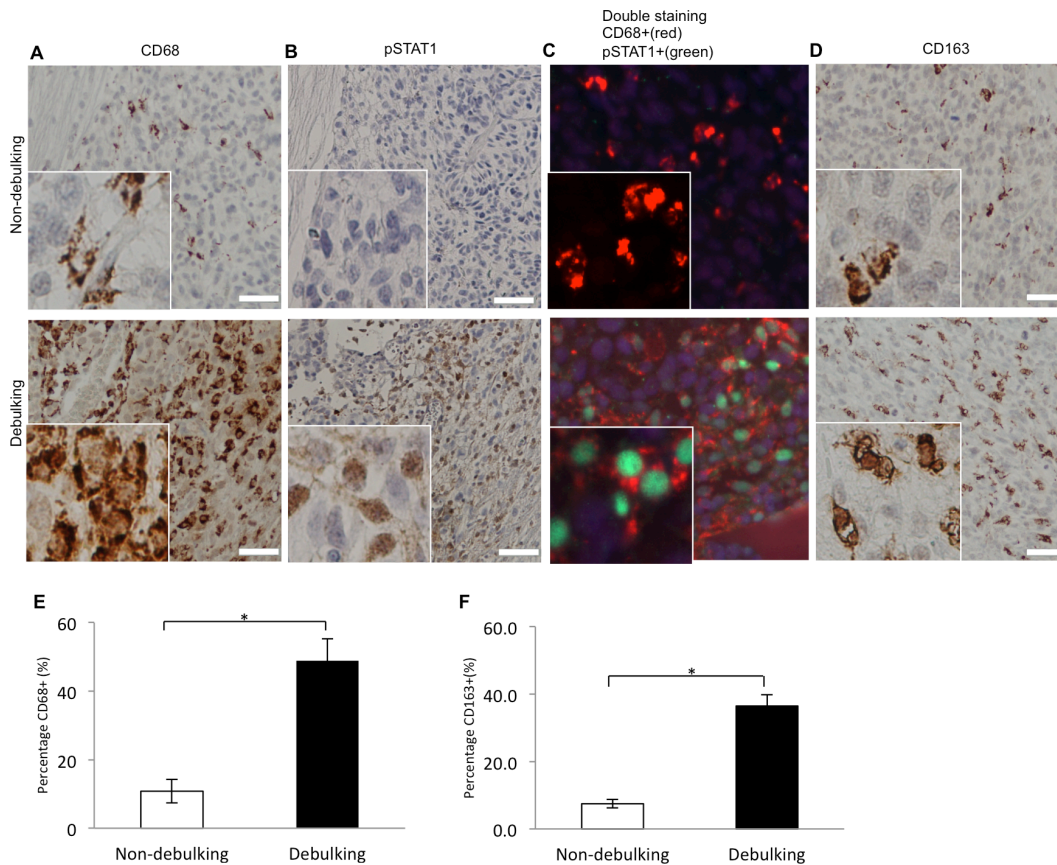 A
CD68
B
pSTAT1
C
Double staining
CD68+(red)
pSTAT1+(green)
D
CD163
Non-debulking
Debulking
E
Percentage CD68+ (%)
60
40
20
0
*
Non-debulking
Debulking
F
Percentage CD163+(%)
60.0
40.0
20.0
0.0
*
Non-debulking
Debulking